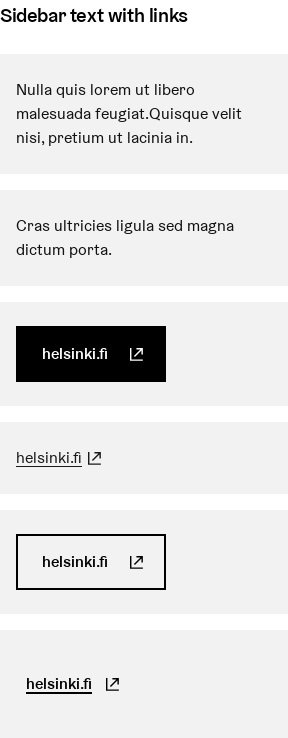 Sidebar text with links
Nulla quis lorem ut libero
malesuada feugiat.Quisque velit
nisi, pretium ut lacinia in.
Cras ultricies ligula sed magna
dictum porta.
helsinki.fi
helsinki.fi
helsinki.fi
helsinki.fi